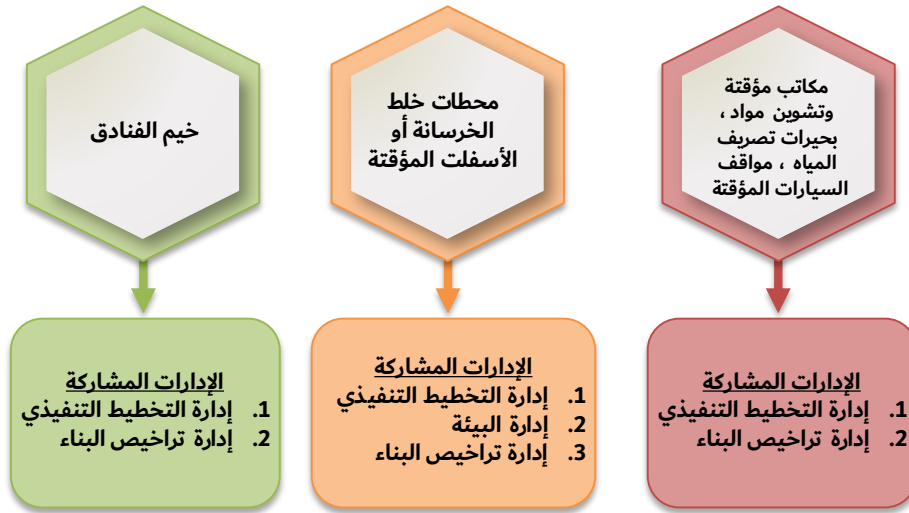 مكاتب مؤقتة
وتشوين مواد ،
بحيرات تصريف
المياه ، مواقف
السيارات المؤقتة
محطات خلط
الخرسانة أو
الأسفلت المؤقتة
خيم الفنادق
الإدارات المشاركة
1. إدارة التخطيط التنفيذي
2. إدارة تراخيص البناء
الإدارات المشاركة
1. إدارة التخطيط التنفيذي
2. إدارة البيئة
3. إدارة تراخيص البناء
الإدارات المشاركة
1. إدارة التخطيط التنفيذي
2. إدارة تراخيص البناء